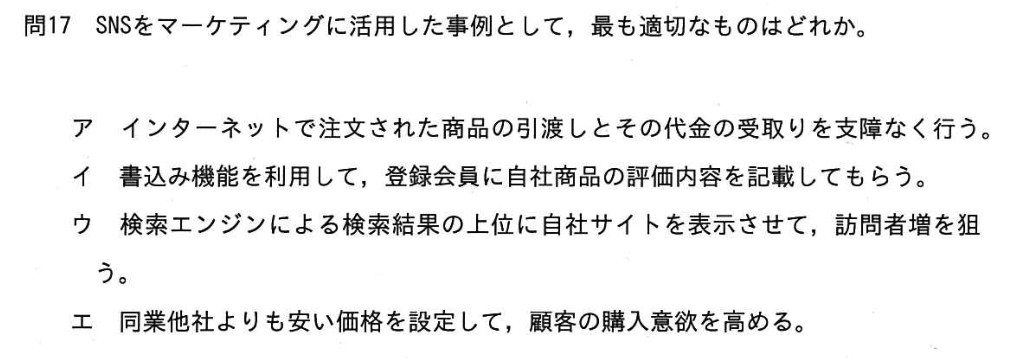 問17 SNSをマーケティングに活用した事例として，最も適切なものはどれか。
ア インターネットで注文された商品の引渡しとその代金の受取りを支障なく行う。
イ 書込み機能を利用して，登録会員に自社商品の評価内容を記載してもらう。
ウ 検索エンジンによる検索結果の上位に自社サイトを表示させて，訪問者増を狙
う。
エ 同業他社よりも安い価格を設定して，顧客の購入意欲を高める。